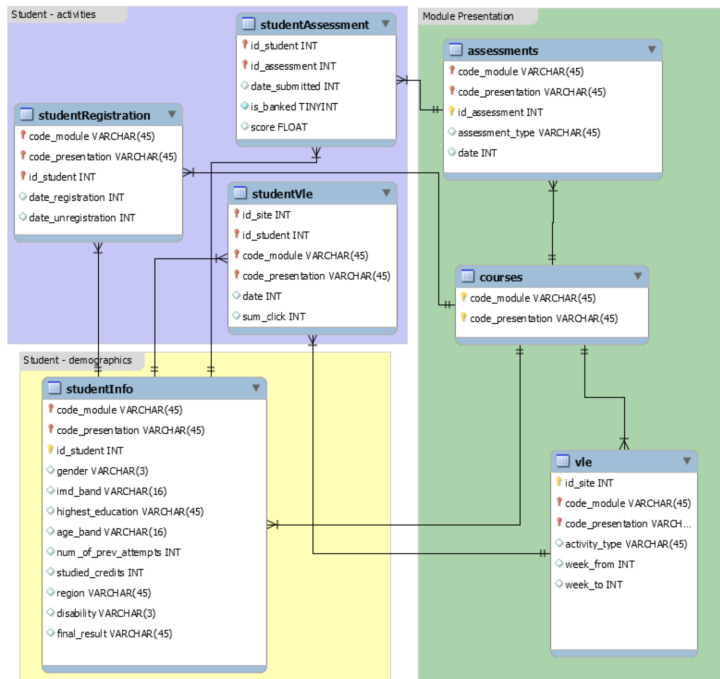 Student - activities
studentAssessment
id_student INT
id_assessment INT
date_submitted INT
is_banked TINYINT
score FLOAT
studentRegistration
code_module VARCHAR(45)
code_presentation VARCHAR(45)
id_student INT
date_registration INT
date_unregistration INT
studentVle
id_site INT
id_student INT
code_module VARCHAR(45)
code_presentation VARCHAR(45)
date INT
sum_click INT
Student - demographics
studentInfo
code_module VARCHAR(45)
code_presentation VARCHAR(45)
id_student INT
gender VARCHAR(3)
imd_band VARCHAR(16)
highest_education VARCHAR(45)
age_band VARCHAR(16)
num_of_prev_attempts INT
studied_credits INT
region VARCHAR(45)
disability VARCHAR(3)
final_result VARCHAR(45)
Module Presentation
assessments
code_module VARCHAR(45)
code_presentation VARCHAR(45)
id_assessment INT
assessment_type VARCHAR(45)
date INT
courses
code_module VARCHAR(45)
code_presentation VARCHAR(45)
vle
id_site INT
code_module VARCHAR(45)
code_presentation VARCH...
activity_type VARCHAR(45)
week_from INT
week_to INT